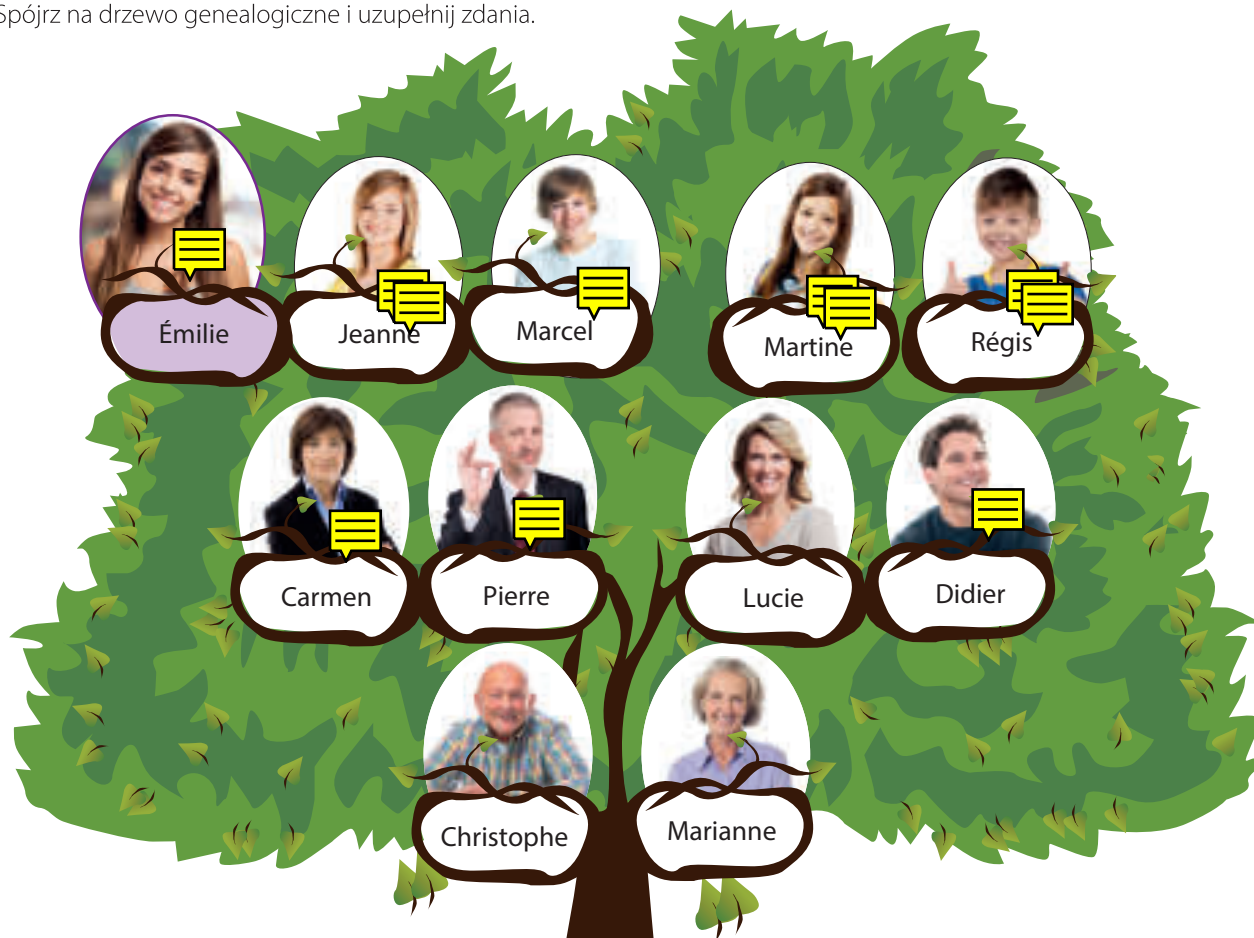 Spójrz na drzewo genealogiczne i uzupełnij zdania.
Émilie
Jeanne
Marcel
Martine
Régis
Carmen
Pierre
Lucie
Didier
Christophe
Marianne